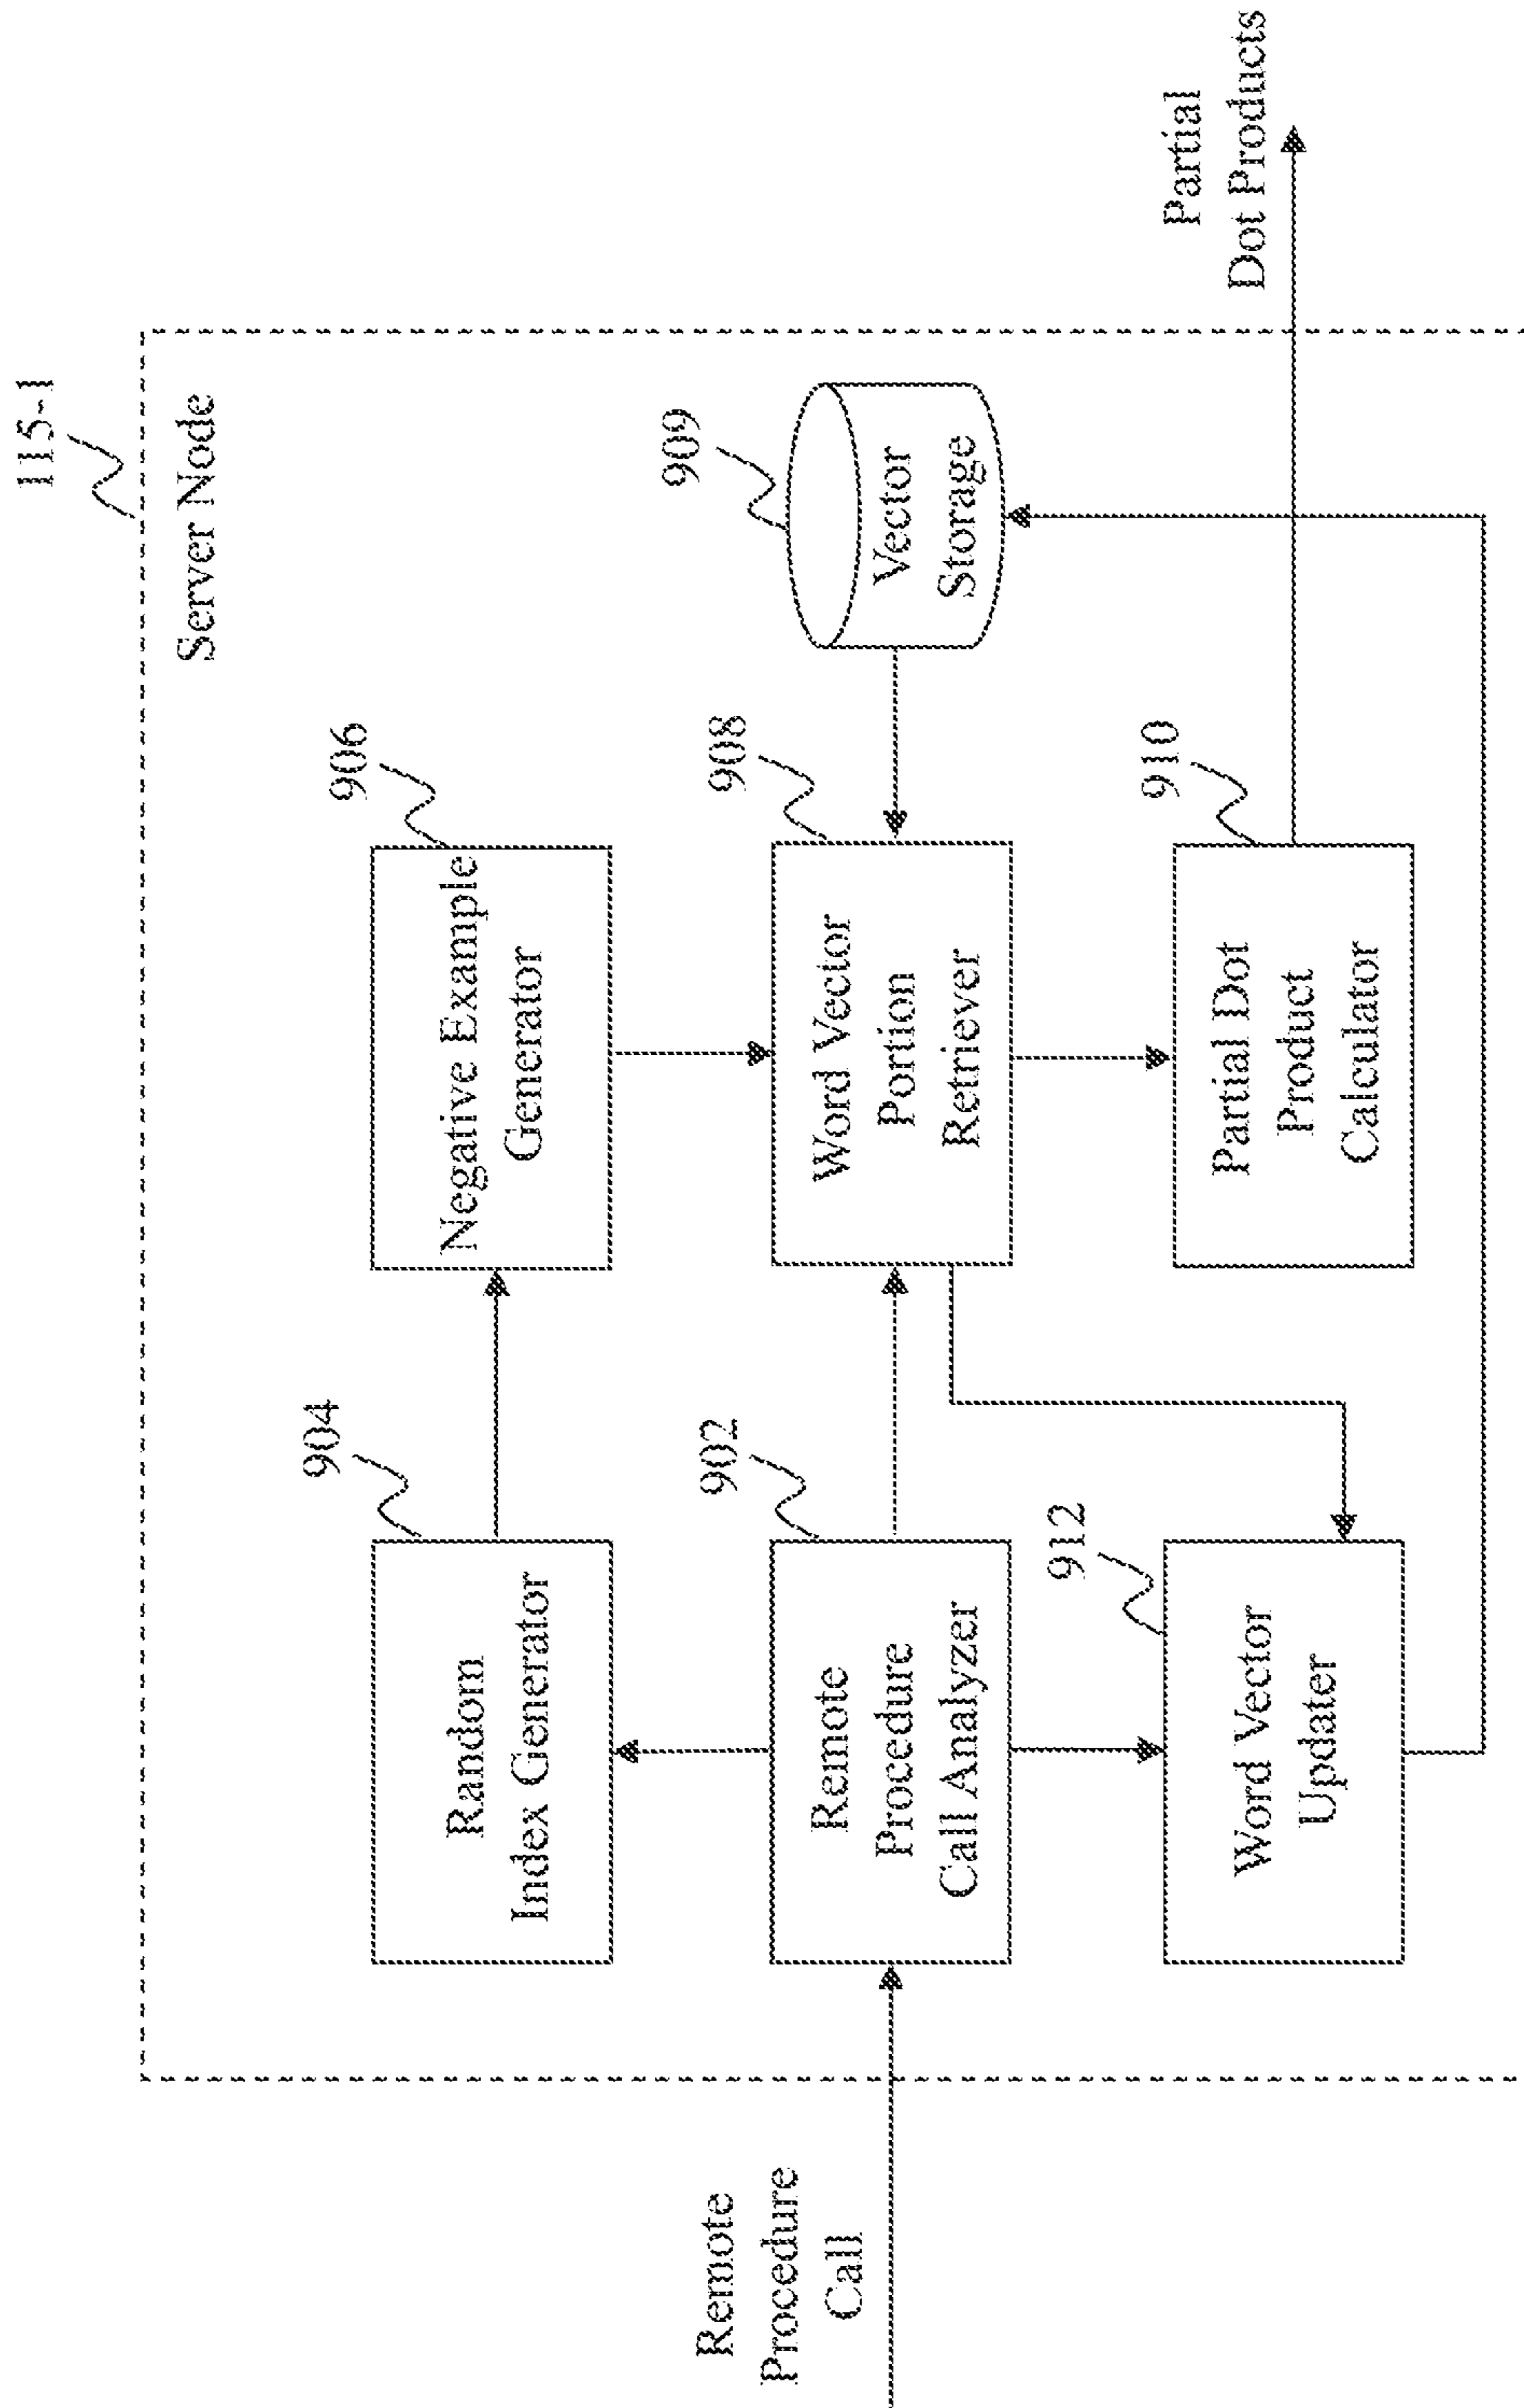 115-1
Server Node
904
Random
Index Generator
906
Negative Example
Generator
Remote
Procedure
Call
902
Remote
Procedure
Call Analyzer
908
Word Vector
Portion
Retriever
909
Vector
Storage
912
Word Vector
Updater
910
Partial Dot
Product
Calculator
Partial
Dot Products